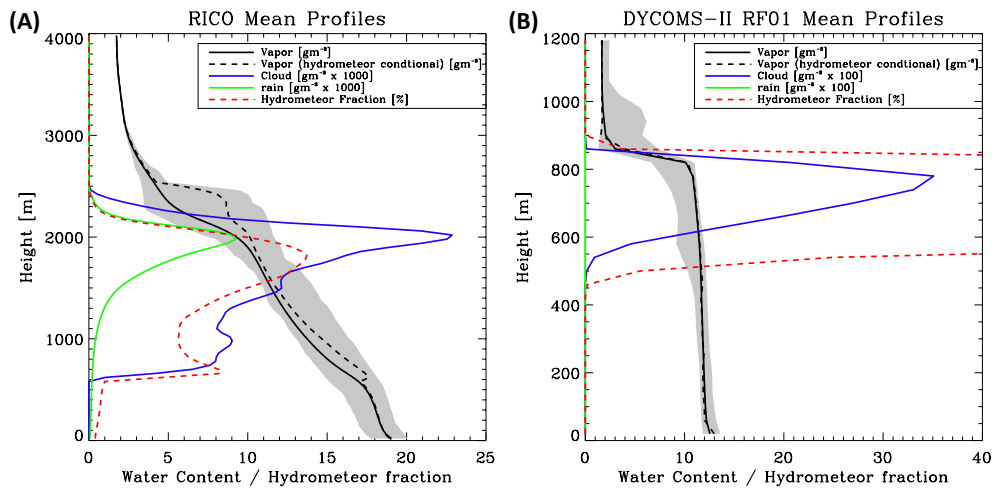 (A)
RICO Mean Profiles
4000
3000
2000
1000
0
Height [m]
Vapor [gm⁻³]
Vapor (hydrometeor condtional) [gm⁻³]
Cloud [gm⁻³ x 1000]
rain [gm⁻³ x 1000]
Hydrometeor Fraction [%]
0 5 10 15 20 25
Water Content / Hydrometeor fraction
(B)
DYCOMS-II RF01 Mean Profiles
1200
1000
800
600
400
200
0
Height [m]
Vapor [gm⁻³]
Vapor (hydrometeor condtional) [gm⁻³]
Cloud [gm⁻³ x 100]
rain [gm⁻³ x 100]
Hydrometeor Fraction [%]
0 10 20 30 40
Water Content / Hydrometeor fraction